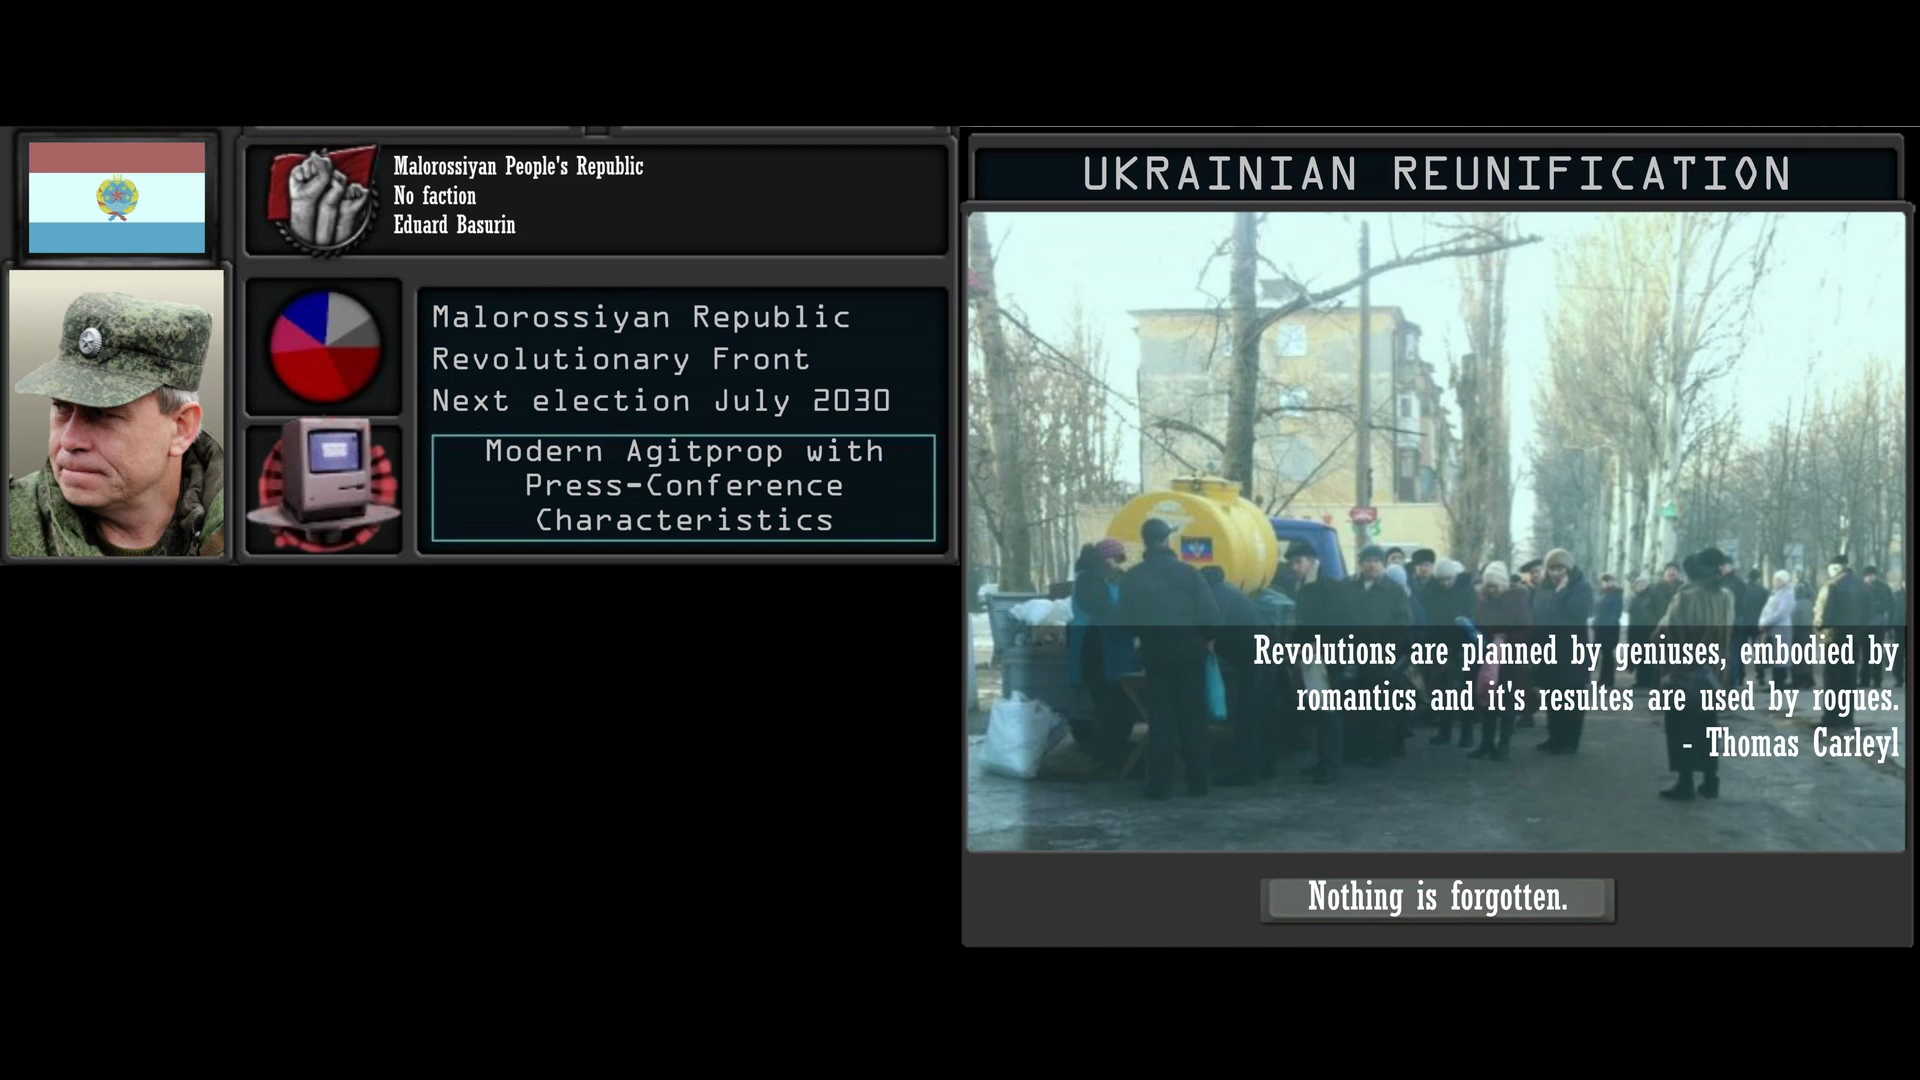 Malorossiyan People's Republic
No faction
Eduard Basurin
Malorossiyan Republic
Revolutionary Front
Next election July 2030
Modern Agitprop with
Press-Conference
Characteristics
UKRAINIAN REUNIFICATION
Revolutions are planned by geniuses, embodied by
romantics and it's resultes are used by rogues.
- Thomas Carleyl
Nothing is forgotten.